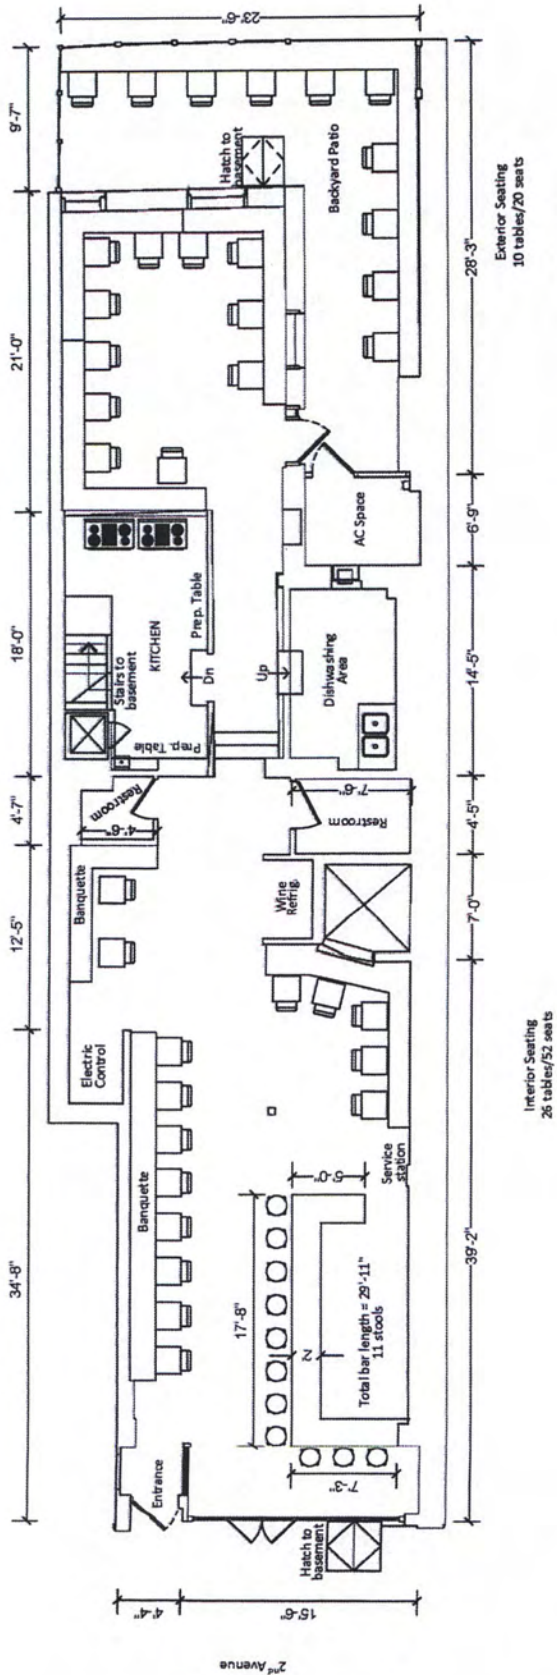 23'-6"
9'-7"
21'-0"
18'-0"
4'-7"
12'-5"
34'-8"
Hatch to
basement
Backyard Patio
28'-3"
Exterior Seating
10 tables/20 seats
AC Space
6'-9"
KITCHEN
Stairs to
basement
Prep. Table
Prep. Table
Dn
Up
Dishwashing
Area
14'-5"
Restroom
4'-6"
Restroom
7'-6"
4'-5"
Banquette
Wine
Refrig.
7'-0"
Electric
Control
Banquette
Service
station
5'-0"
17'-8"
2'
Total bar length = 29'-11"
11 stools
39'-2"
Interior Seating
26 tables/52 seats
7'-3"
Entrance
Hatch to
basement
4'-4"
15'-6"
2nd Avenue